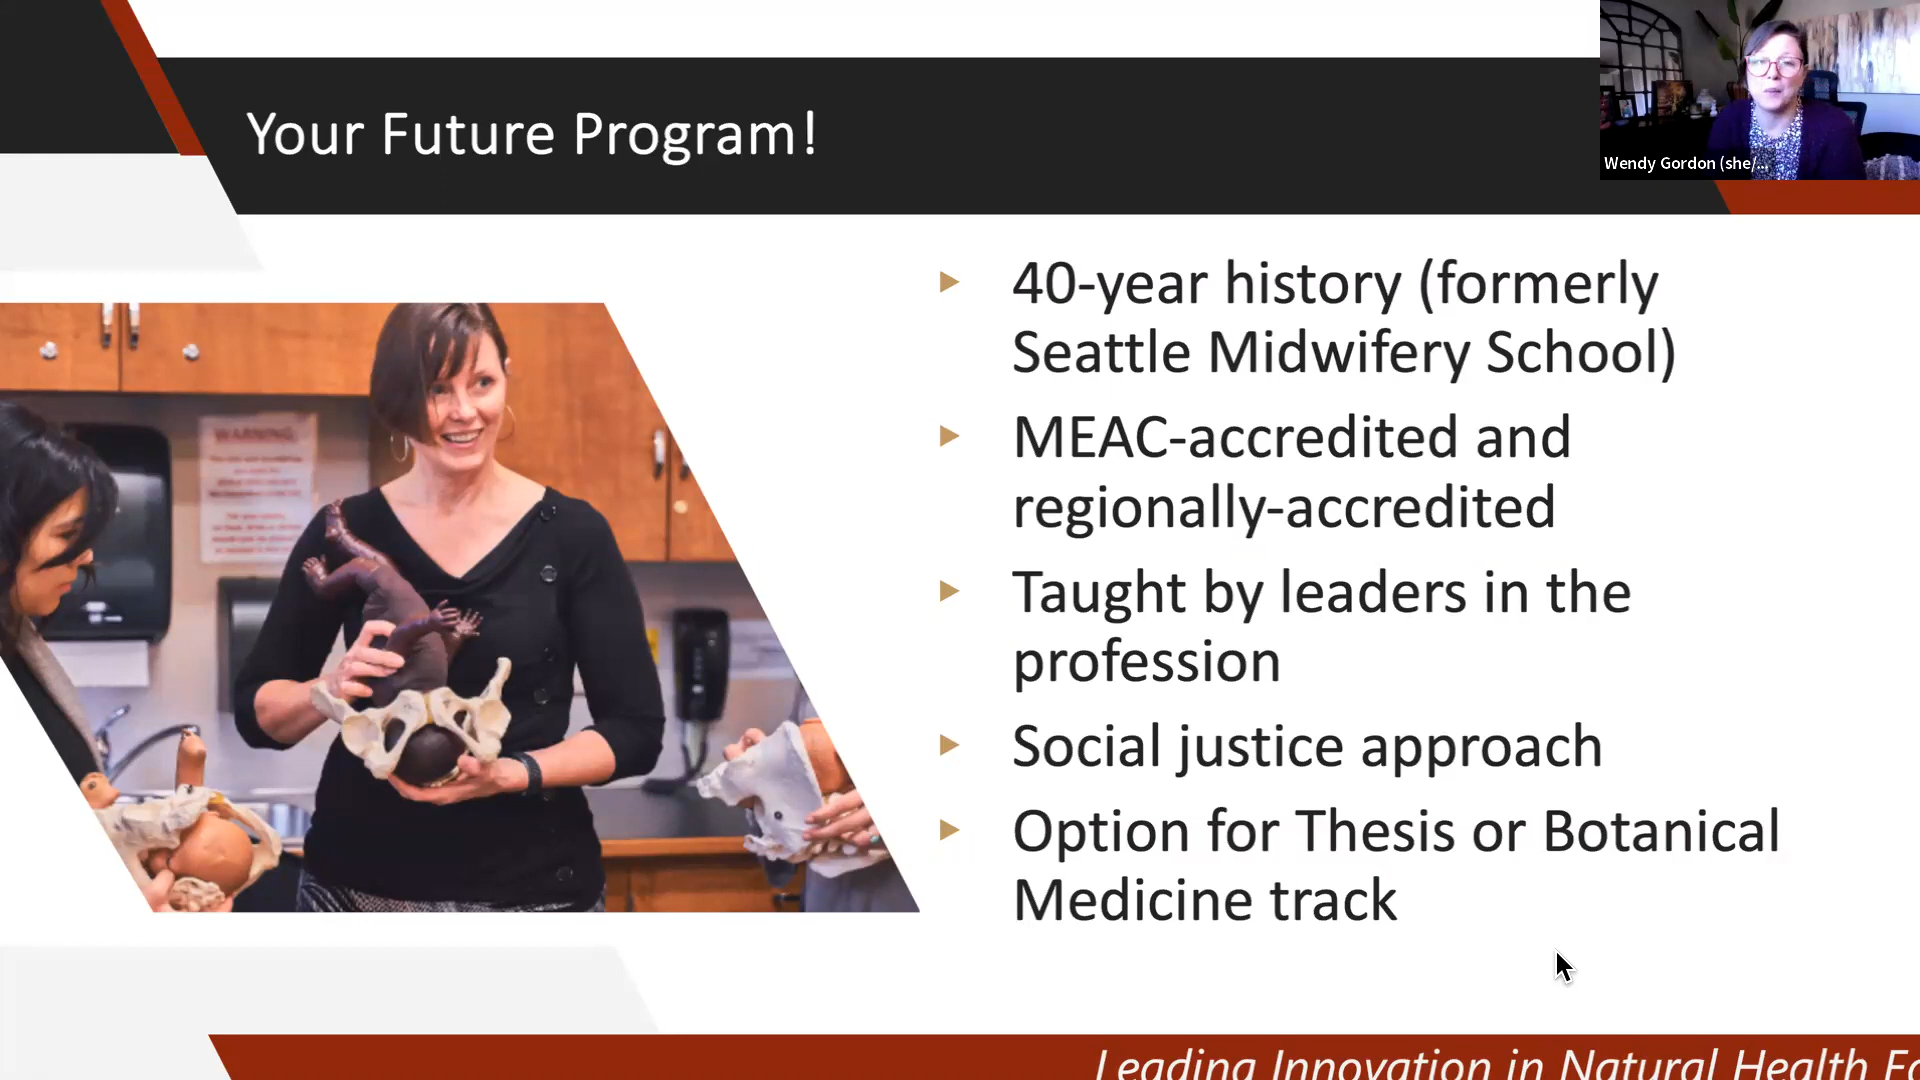 Your Future Program!
Wendy Gordon (she/...
40-year history (formerly
Seattle Midwifery School)
MEAC-accredited and
regionally-accredited
Taught by leaders in the
profession
Social justice approach
Option for Thesis or Botanical
Medicine track
WARNING
Leading Innovation in Natural Health